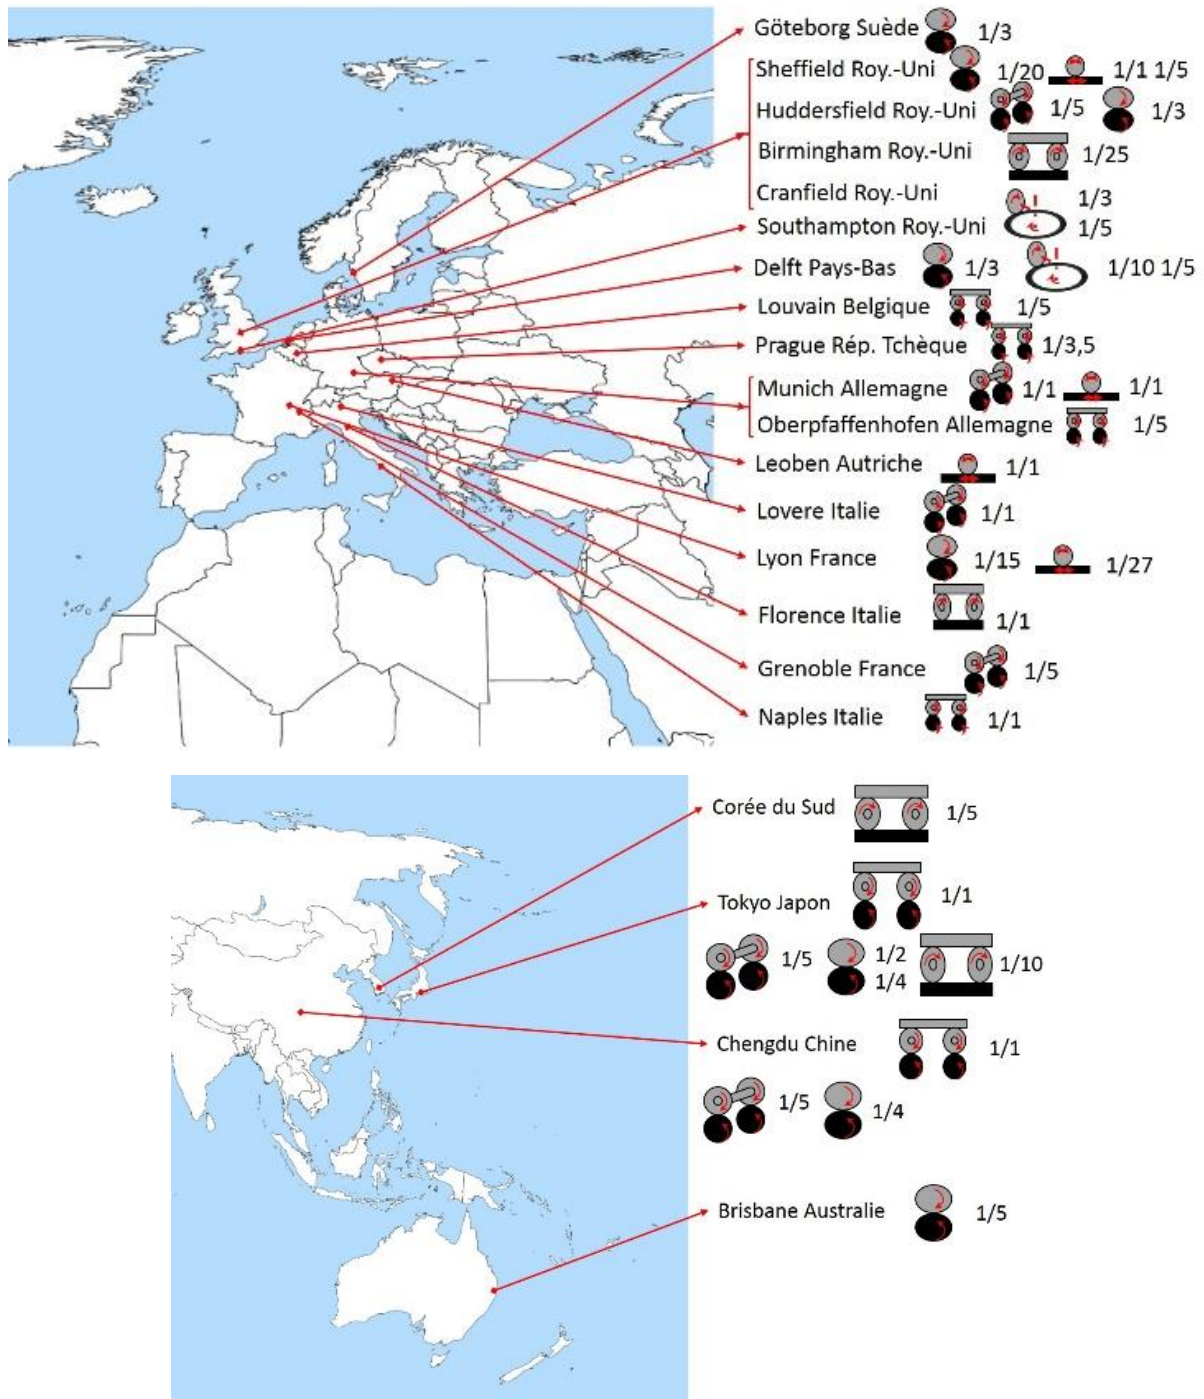 Göteborg Suède 1/3
Sheffield Roy.-Uni 1/20 1/1 1/5
Huddersfield Roy.-Uni 1/5 1/3
Birmingham Roy.-Uni 1/25
Cranfield Roy.-Uni 1/3
Southampton Roy.-Uni 1/5
Delft Pays-Bas 1/3 1/10 1/5
Louvain Belgique 1/5
Prague Rép. Tchèque 1/3,5
Munich Allemagne 1/1 1/1
Oberpfaffenhofen Allemagne 1/5
Leoben Autriche 1/1
Lovere Italie 1/1
Lyon France 1/15 1/27
Florence Italie 1/1
Grenoble France 1/5
Naples Italie 1/1
Corée du Sud 1/5
Tokyo Japon 1/1
1/5 1/2 1/10
1/4
Chengdu Chine 1/1
1/5 1/4
Brisbane Australie 1/5